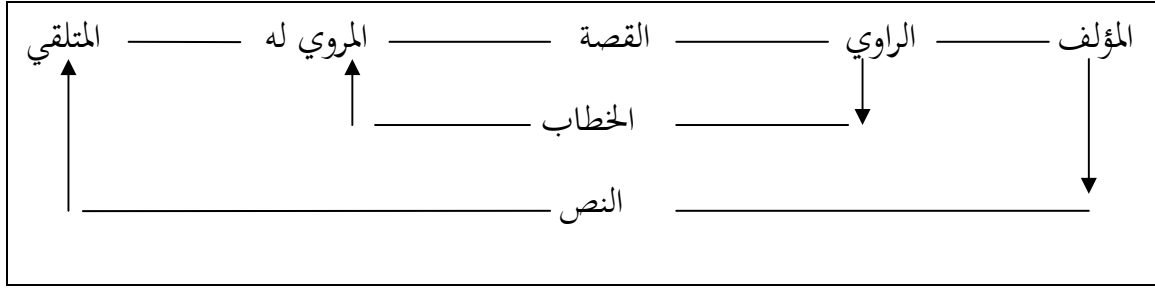 المؤلف الراوي القصة المروي له المتلقي
الخطاب
النص